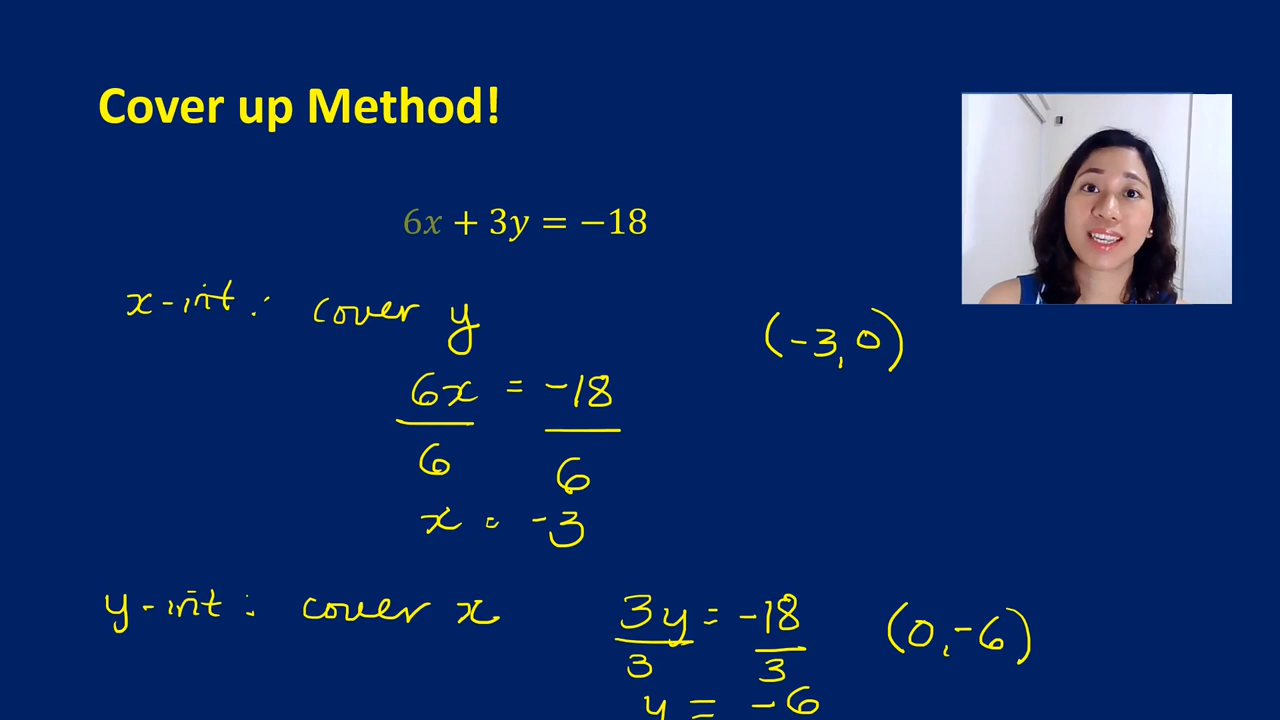 Cover up Method!
6x + 3y = −18
x-int: cover y
(-3,0)
6x = -18
6 6
x = -3
y-int: cover x
3y = -18
3 3
y = -6
(0,-6)